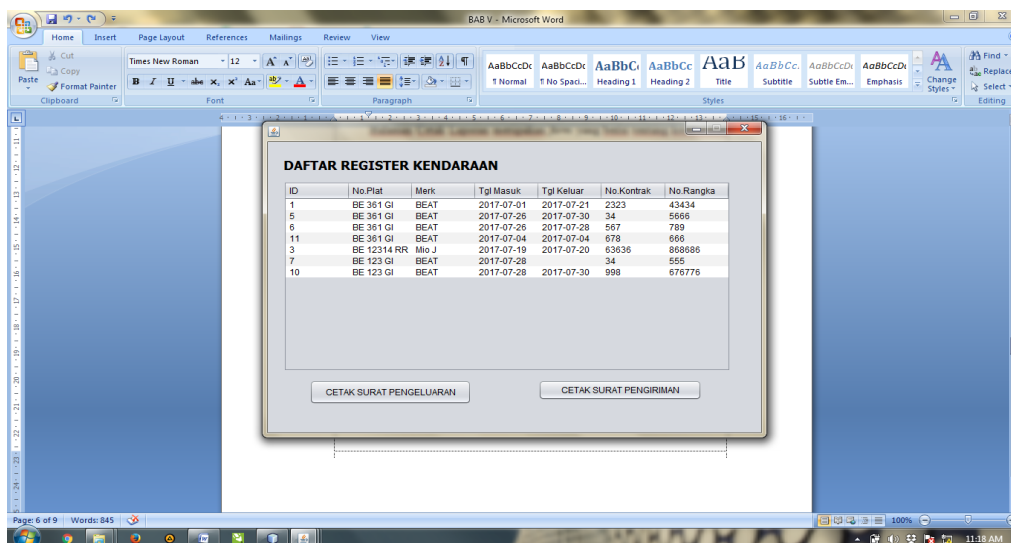 BAB V - Microsoft Word
Home Insert Page Layout References Mailings Review View
Paste
Cut
Copy
Format Painter
Clipboard
Times New Roman 12
Font
Paragraph
AaBbCcDc AaBbCcDc AaBbC AaBbCc AaB AaBbCc. AaBbCcDt AaBbCcDt
¶ Normal ¶ No Spaci... Heading 1 Heading 2 Title Subtitle Subtle Em... Emphasis
Change Styles
Styles
Find
Replace
Select
Editing
DAFTAR REGISTER KENDARAAN
ID No.Plat Merk Tgl Masuk Tgl Keluar No.Kontrak No.Rangka
1 BE 361 GI BEAT 2017-07-01 2017-07-21 2323 43434
5 BE 361 GI BEAT 2017-07-26 2017-07-30 34 5666
6 BE 361 GI BEAT 2017-07-26 2017-07-28 567 789
11 BE 361 GI BEAT 2017-07-04 2017-07-04 678 666
3 BE 12314 RR Mio J 2017-07-19 2017-07-20 63636 868686
7 BE 123 GI BEAT 2017-07-28 34 555
10 BE 123 GI BEAT 2017-07-28 2017-07-30 998 676776
CETAK SURAT PENGELUARAN CETAK SURAT PENGIRIMAN
Page: 6 of 9 Words: 845 100%
11:18 AM